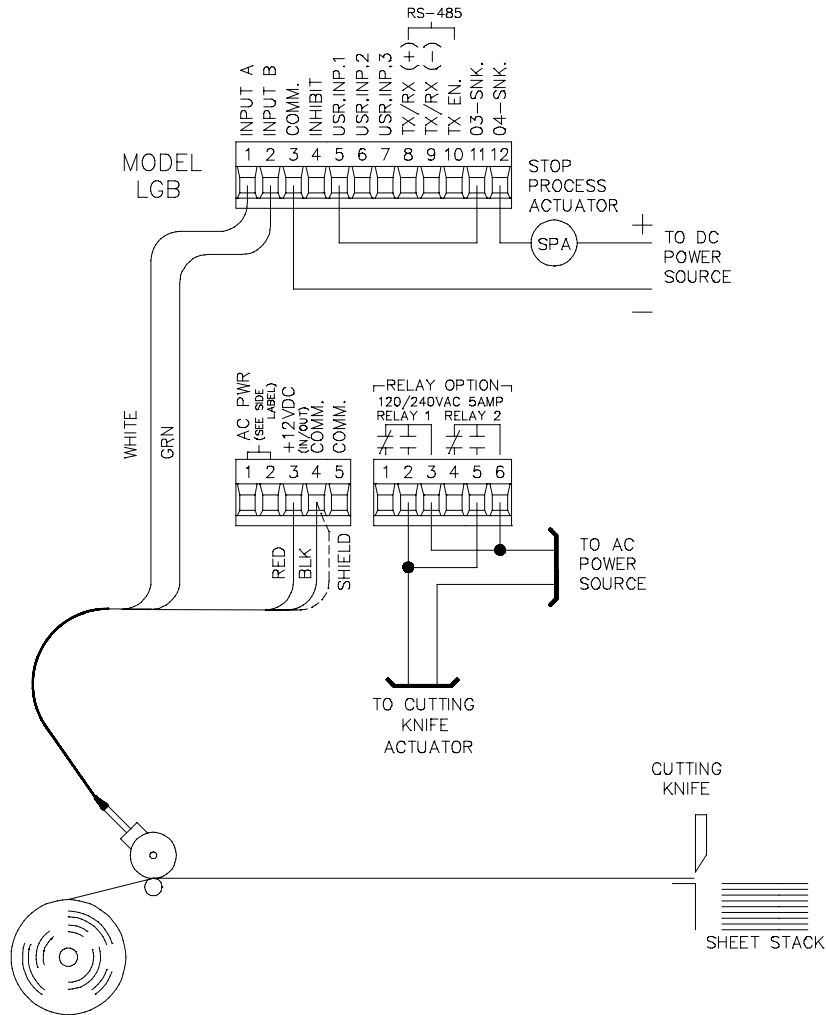 RS-485
INPUT A
INPUT B
COMM.
INHIBIT
USR.INP.1
USR.INP.2
USR.INP.3
TX/RX (+)
TX/RX (-)
TX EN.
03-SNK.
04-SNK.
1 2 3 4 5 6 7 8 9 10 11 12
MODEL
LGB
STOP
PROCESS
ACTUATOR
SPA
+
TO DC
POWER
SOURCE
-
WHITE
GRN
AC PWR
(SEE SIDE
LABEL)
+12VDC
(IN/OUT)
COMM.
COMM.
1 2 3 4 5
RELAY OPTION
120/240VAC 5AMP
RELAY 1 RELAY 2
1 2 3 4 5 6
RED
BLK
SHIELD
TO AC
POWER
SOURCE
TO CUTTING
KNIFE
ACTUATOR
CUTTING
KNIFE
SHEET STACK